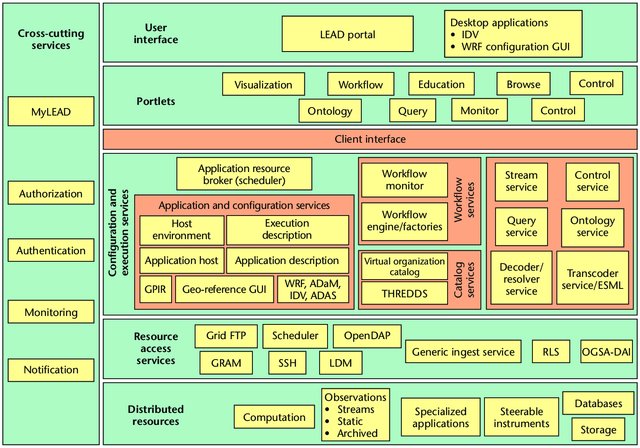 Cross-cutting
services
MyLEAD
Authorization
Authentication
Monitoring
Notification
User
interface
LEAD portal
Desktop applications
• IDV
• WRF configuration GUI
Portlets
Visualization
Workflow
Education
Browse
Control
Ontology
Query
Monitor
Control
Client interface
Configuration and
execution services
Application resource
broker (scheduler)
Application and configuration services
Host
environment
Execution
description
Application host
Application description
GPIR
Geo-reference GUI
WRF, ADaM,
IDV, ADAS
Workflow
monitor
Workflow
engine/factories
Workflow
services
Virtual organization
catalog
THREDDS
Catalog
services
Stream
service
Control
service
Query
service
Ontology
service
Decoder/
resolver
service
Transcoder
service/ESML
Resource
access
services
Grid FTP
Scheduler
OpenDAP
GRAM
SSH
LDM
Generic ingest service
RLS
OGSA-DAI
Distributed
resources
Computation
Observations
• Streams
• Static
• Archived
Specialized
applications
Steerable
instruments
Databases
Storage